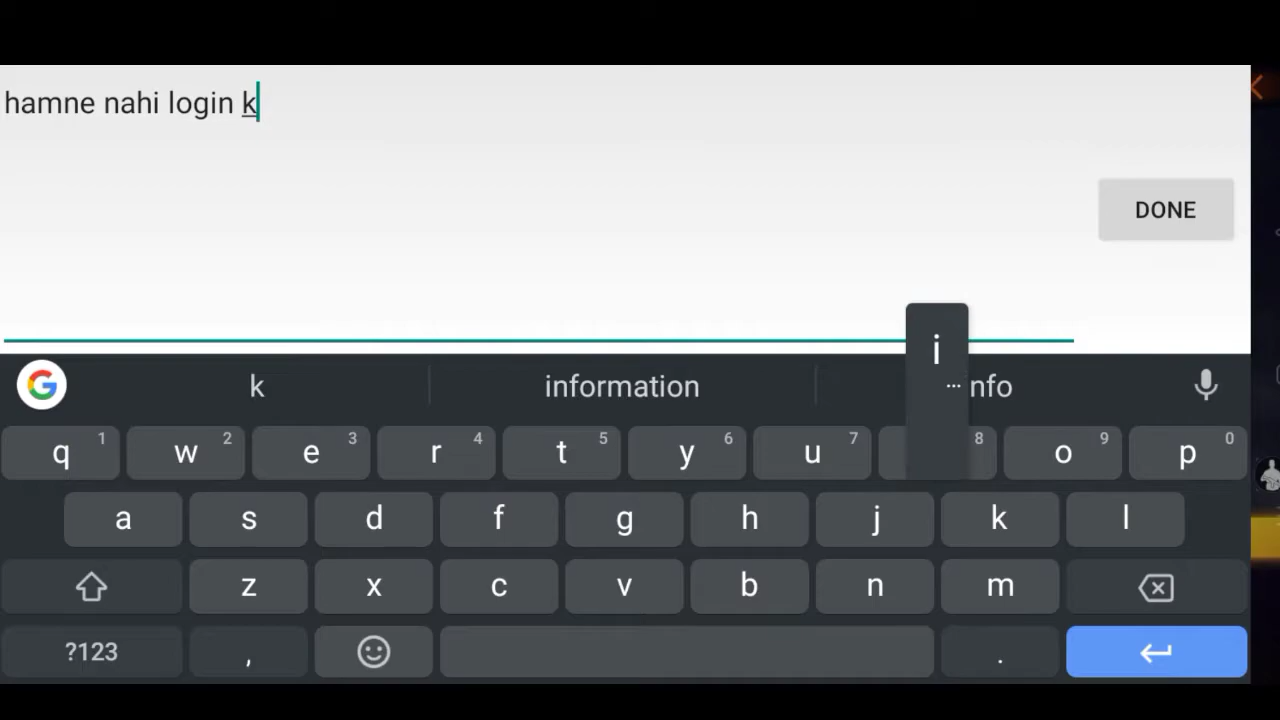 hamne nahi login k
DONE
i
k
information
...
nfo
q 1 w 2 e 3 r 4 t 5 y 6 u 7 8 o 9 p 0
a s d f g h j k l
z x c v b n m
?123 , .